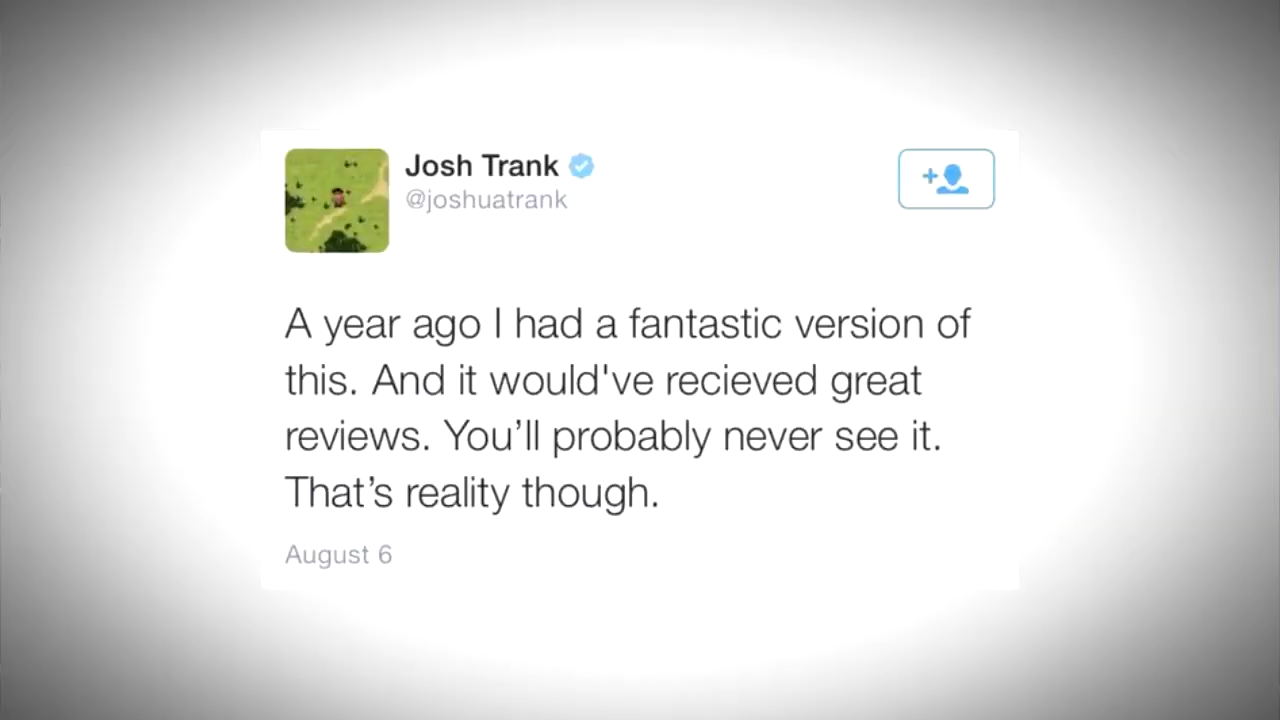 Josh Trank
@joshuatrank
A year ago I had a fantastic version of
this. And it would've recieved great
reviews. You’ll probably never see it.
That’s reality though.
August 6